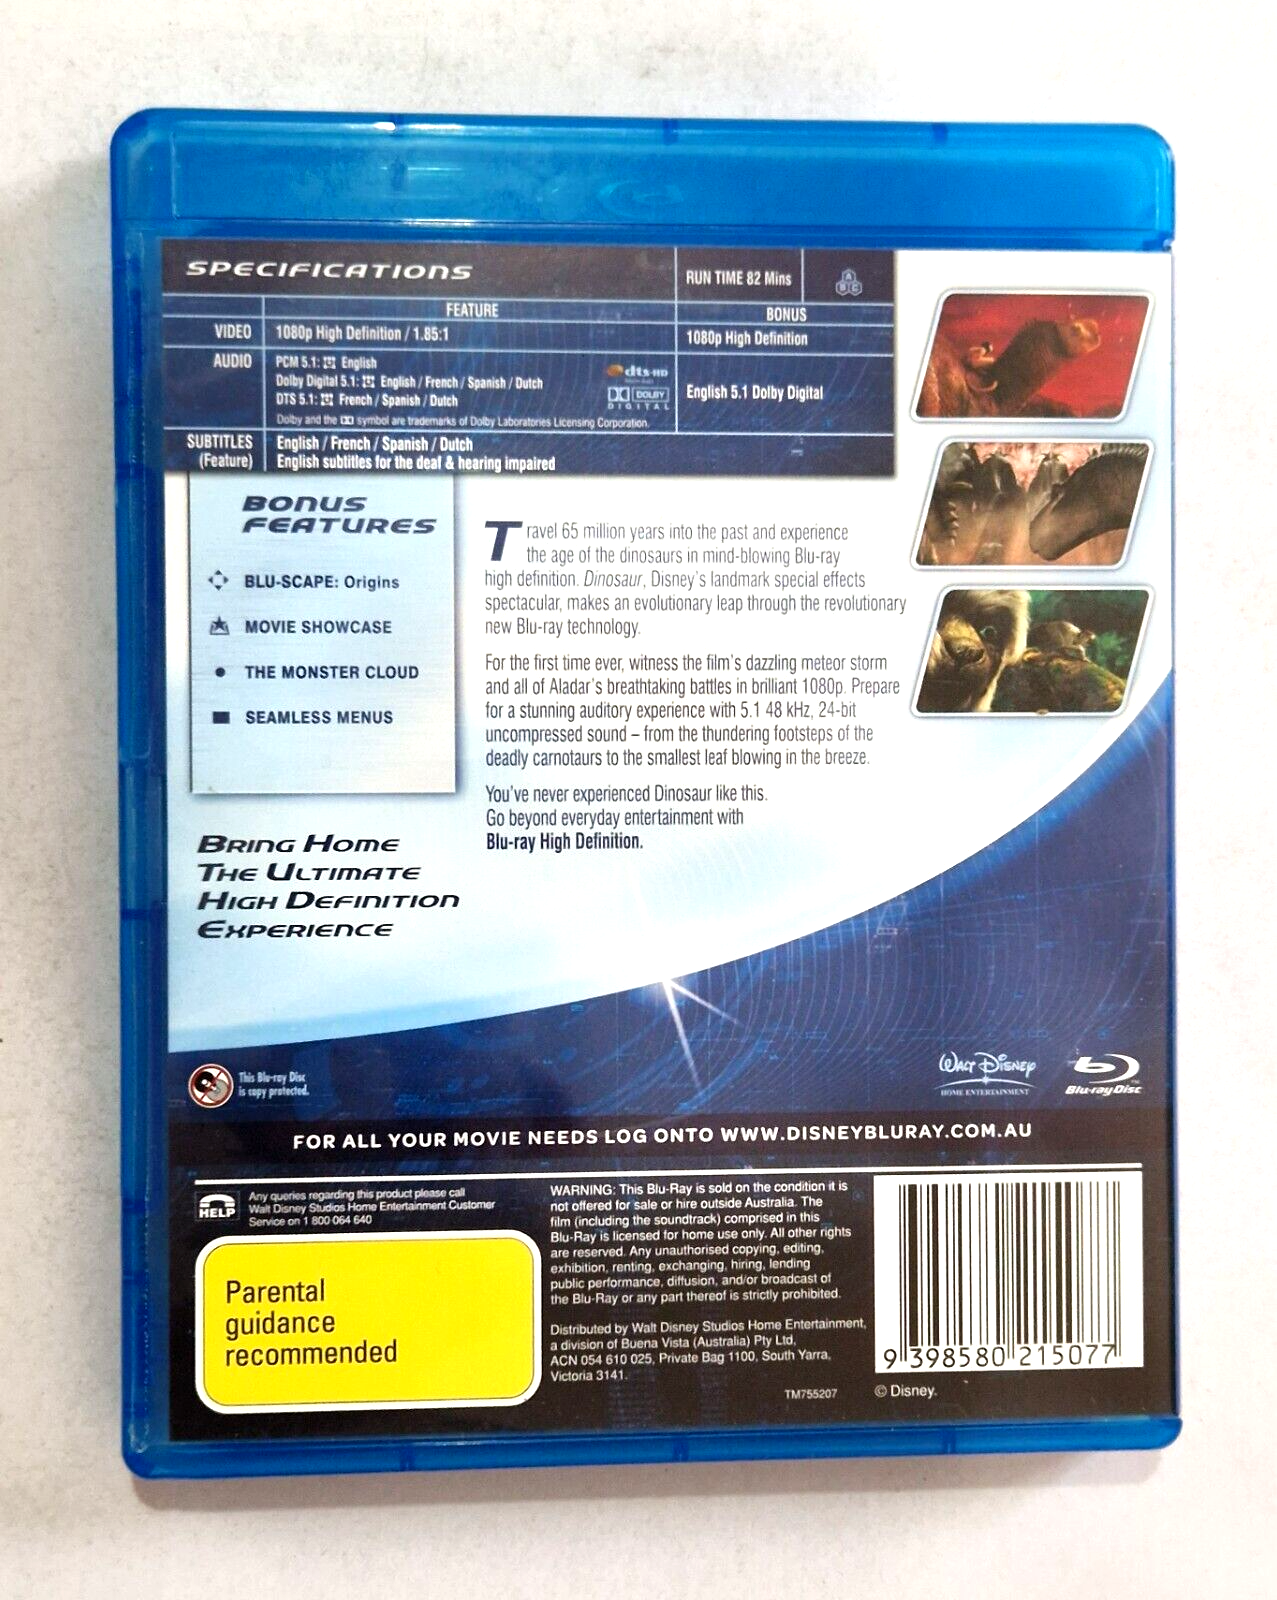 SPECIFICATIONS
RUN TIME 82 Mins
A
B C
FEATURE
BONUS
VIDEO
1080p High Definition / 1.85:1
1080p High Definition
AUDIO
PCM 5.1: English
Dolby Digital 5.1: English / French / Spanish / Dutch
DTS 5.1: French / Spanish / Dutch
dts-HD
DOLBY
DIGITAL
English 5.1 Dolby Digital
Dolby and the symbol are trademarks of Dolby Laboratories Licensing Corporation.
SUBTITLES
(Feature)
English / French / Spanish / Dutch
English subtitles for the deaf & hearing impaired
BONUS
FEATURES
BLU-SCAPE: Origins
MOVIE SHOWCASE
THE MONSTER CLOUD
SEAMLESS MENUS
Travel 65 million years into the past and experience
the age of the dinosaurs in mind-blowing Blu-ray
high definition. Dinosaur, Disney's landmark special effects
spectacular, makes an evolutionary leap through the revolutionary
new Blu-ray technology.
For the first time ever, witness the film's dazzling meteor storm
and all of Aladar's breathtaking battles in brilliant 1080p. Prepare
for a stunning auditory experience with 5.1 48 kHz, 24-bit
uncompressed sound – from the thundering footsteps of the
deadly carnotaurs to the smallest leaf blowing in the breeze.
You've never experienced Dinosaur like this.
Go beyond everyday entertainment with
Blu-ray High Definition.
BRING HOME
THE ULTIMATE
HIGH DEFINITION
EXPERIENCE
This Blu-ray Disc
is copy protected.
WALT DISNEY
HOME ENTERTAINMENT
Blu-ray Disc
FOR ALL YOUR MOVIE NEEDS LOG ONTO WWW.DISNEYBLURAY.COM.AU
HELP
Any queries regarding this product please call
Walt Disney Studios Home Entertainment Customer
Service on 1 800 064 640
Parental
guidance
recommended
WARNING: This Blu-Ray is sold on the condition it is
not offered for sale or hire outside Australia. The
film (including the soundtrack) comprised in this
Blu-Ray is licensed for home use only. All other rights
are reserved. Any unauthorised copying, editing,
exhibition, renting, exchanging, hiring, lending
public performance, diffusion, and/or broadcast of
the Blu-Ray or any part thereof is strictly prohibited.
Distributed by Walt Disney Studios Home Entertainment,
a division of Buena Vista (Australia) Pty Ltd,
ACN 054 610 025, Private Bag 1100, South Yarra,
Victoria 3141.
TM755207
9 398580 215077
© Disney.